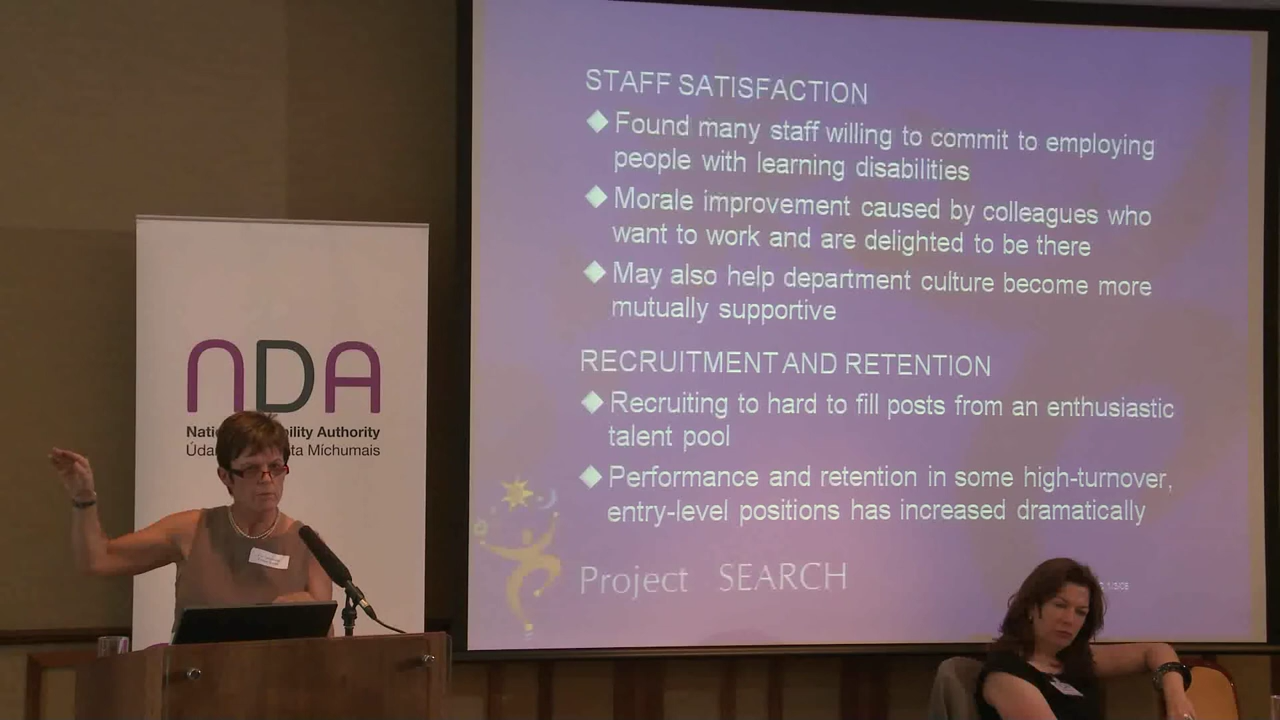 STAFF SATISFACTION
Found many staff willing to commit to employing
people with learning disabilities
Morale improvement caused by colleagues who
want to work and are delighted to be there
May also help department culture become more
mutually supportive
RECRUITMENT AND RETENTION
Recruiting to hard to fill posts from an enthusiastic
talent pool
Performance and retention in some high-turnover,
entry-level positions has increased dramatically
Project SEARCH
NDA
Authority
Míchumais